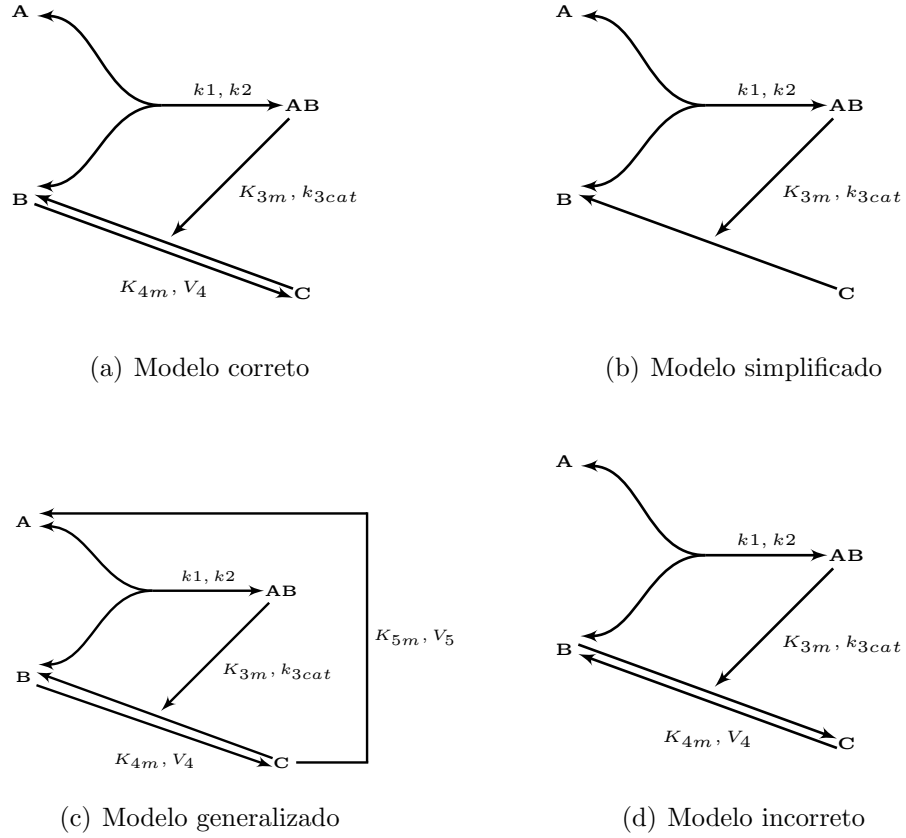 A
k1, k2
AB
K3m, k3cat
B
K4m, V4
C
(a) Modelo correto
A
k1, k2
AB
K3m, k3cat
B
C
(b) Modelo simplificado
A
k1, k2
AB
K5m, V5
K3m, k3cat
B
K4m, V4
C
(c) Modelo generalizado
A
k1, k2
AB
K3m, k3cat
B
K4m, V4
C
(d) Modelo incorreto